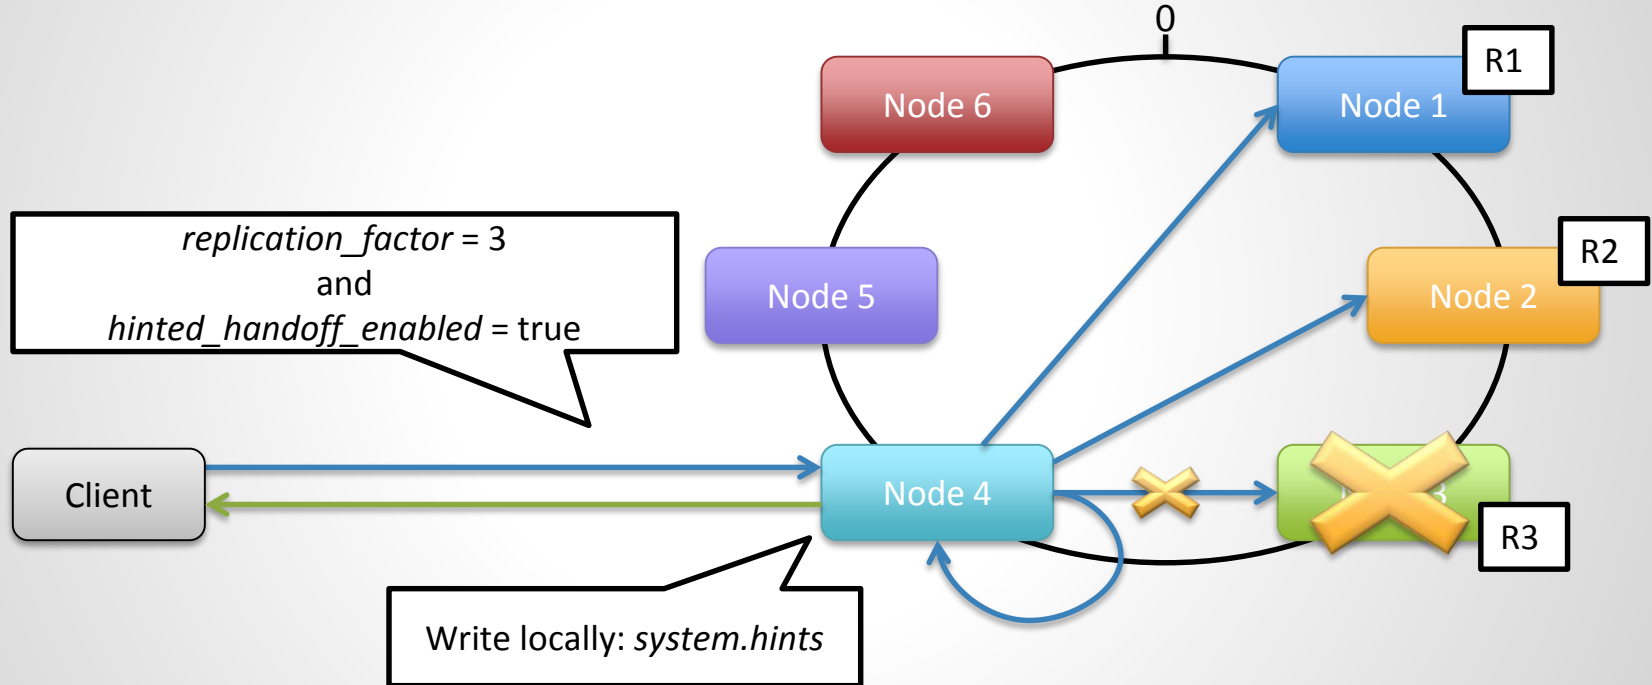 0
R1
Node 6
Node 1
replication_factor = 3
and
hinted_handoff_enabled = true
R2
Node 5
Node 2
Client
Node 4
R3
Write locally: system.hints